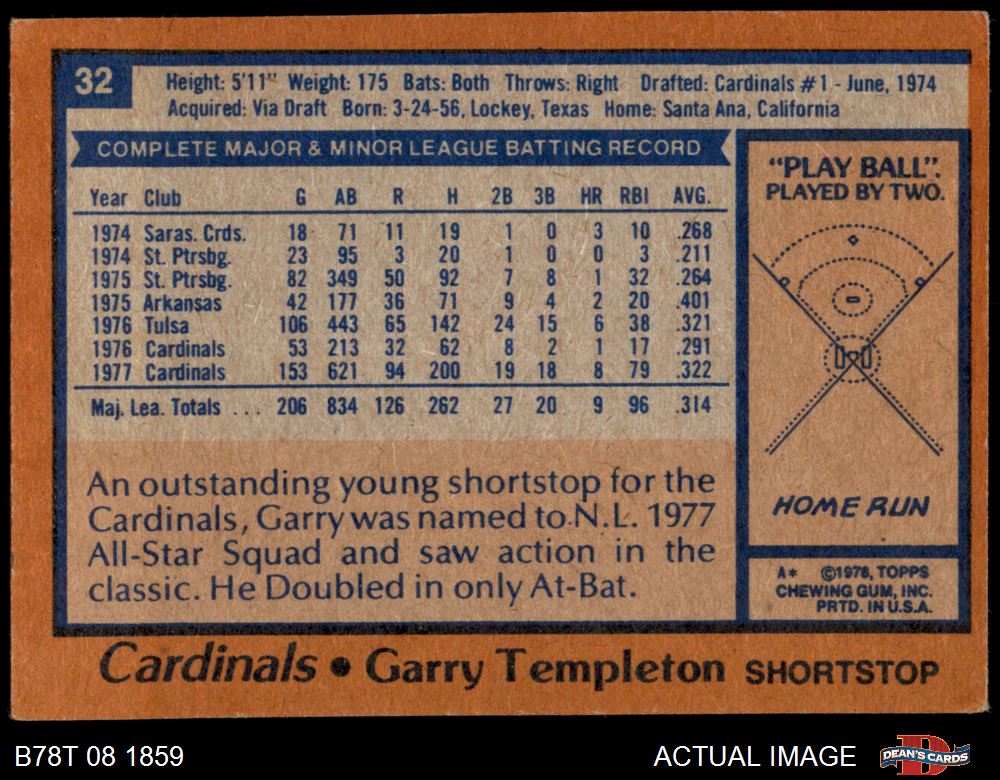 32
Height: 5'11" Weight: 175 Bats: Both Throws: Right Drafted: Cardinals #1 - June, 1974
Acquired: Via Draft Born: 3-24-56, Lockey, Texas Home: Santa Ana, California
COMPLETE MAJOR & MINOR LEAGUE BATTING RECORD
Year Club G AB R H 2B 3B HR RBI AVG.
1974 Saras. Crds. 18 71 11 19 1 0 3 10 .268
1974 St. Ptrsbg. 23 95 3 20 1 0 0 3 .211
1975 St. Ptrsbg. 82 349 50 92 7 8 1 32 .264
1975 Arkansas 42 177 36 71 9 4 2 20 .401
1976 Tulsa 106 443 65 142 24 15 6 38 .321
1976 Cardinals 53 213 32 62 8 2 1 17 .291
1977 Cardinals 153 621 94 200 19 18 8 79 .322
Maj. Lea. Totals ... 206 834 126 262 27 20 9 96 .314
An outstanding young shortstop for the
Cardinals, Garry was named to N.L. 1977
All-Star Squad and saw action in the
classic. He Doubled in only At-Bat.
"PLAY BALL":
PLAYED BY TWO.
HOME RUN
A* ©1978, TOPPS
CHEWING GUM, INC.
PRTD. IN U.S.A.
Cardinals • Garry Templeton SHORTSTOP
B78T 08 1859
ACTUAL IMAGE
DEAN'S CARDS